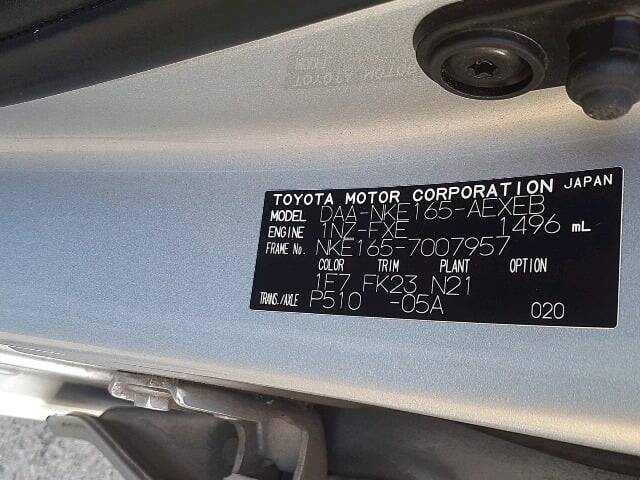 TOYOTA MOTOR CORPORATION JAPAN
MODEL DAA-NKE165-AEXEB
ENGINE 1NZ-FXE 1496 mL
FRAME No. NKE165-7007957
COLOR TRIM PLANT OPTION
1E7 FK23 N21
TRANS./AXLE P510 -05A
020